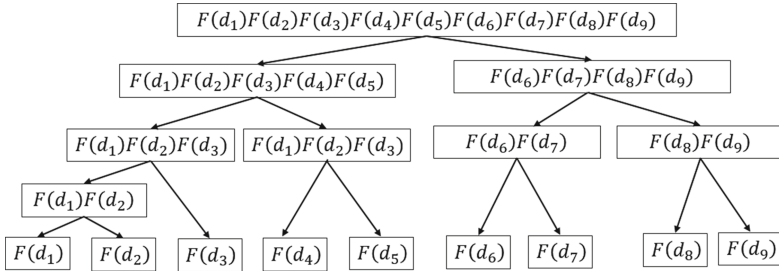 F(d₁)F(d₂)F(d₃)F(d₄)F(d₅)F(d₆)F(d₇)F(d₈)F(d₉)
F(d₁)F(d₂)F(d₃)F(d₄)F(d₅)
F(d₆)F(d₇)F(d₈)F(d₉)
F(d₁)F(d₂)F(d₃)
F(d₁)F(d₂)F(d₃)
F(d₆)F(d₇)
F(d₈)F(d₉)
F(d₁)F(d₂)
F(d₁)
F(d₂)
F(d₃)
F(d₄)
F(d₅)
F(d₆)
F(d₇)
F(d₈)
F(d₉)